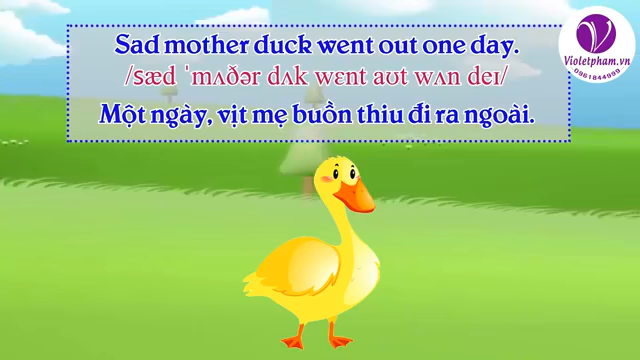 Sad mother duck went out one day.
/sæd ˈmʌðər dʌk wɛnt aʊt wʌn deɪ/
Một ngày, vịt mẹ buồn thiu đi ra ngoài.
Violetpham.vn
0961844999